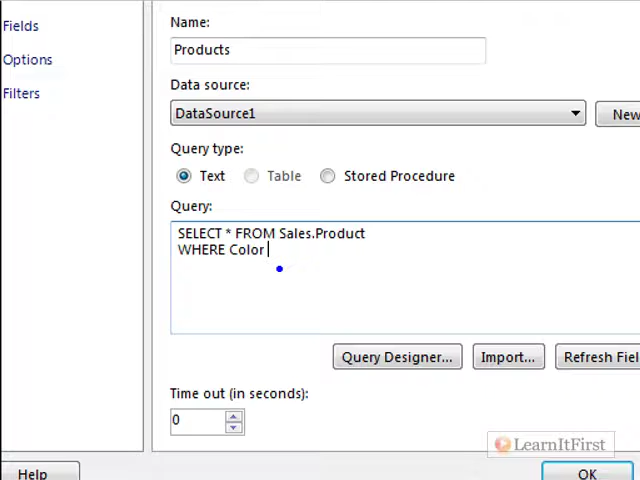 Fields
Options
Filters
Name:
Products
Data source:
DataSource1
New
Query type:
Text Table Stored Procedure
Query:
SELECT * FROM Sales.Product
WHERE Color
Query Designer... Import... Refresh Fiel
Time out (in seconds):
0
LearnItFirst
Help OK